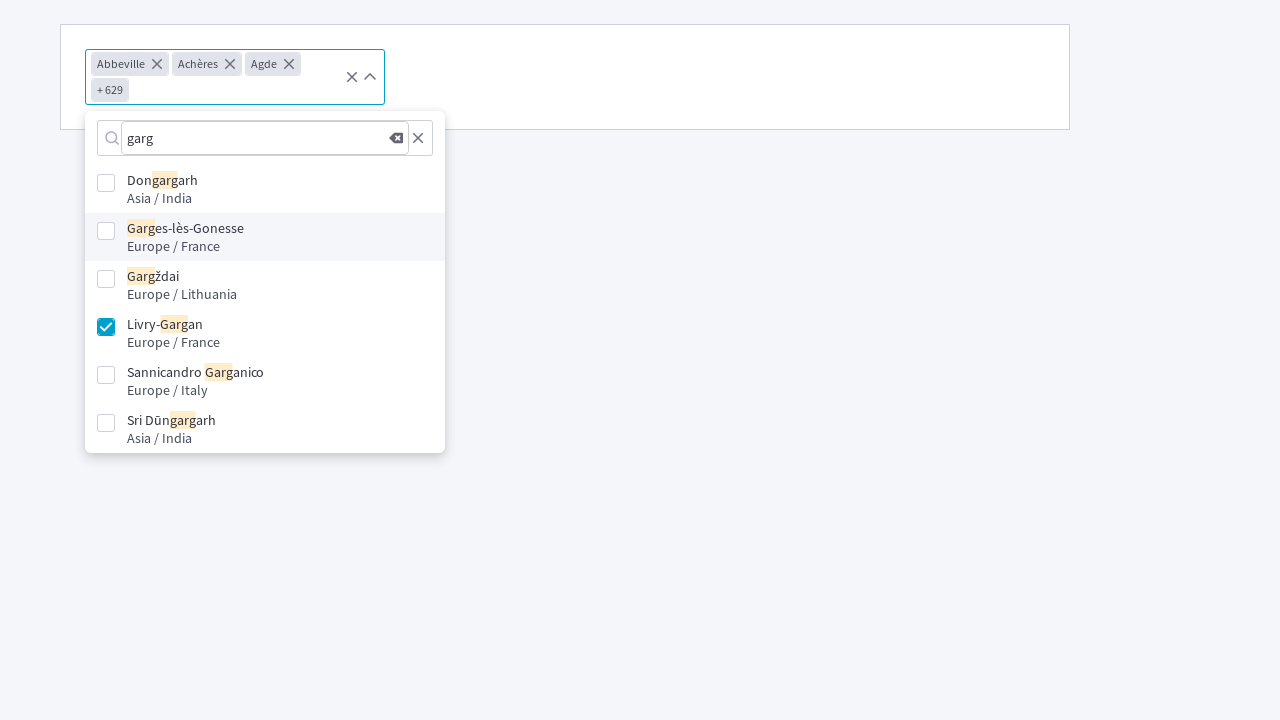 Abbeville Achères Agde
+ 629
garg
Dongargarh
Asia / India
Garges-lès-Gonesse
Europe / France
Gargždai
Europe / Lithuania
Livry-Gargan
Europe / France
Sannicandro Garganico
Europe / Italy
Sri Dūngargarh
Asia / India